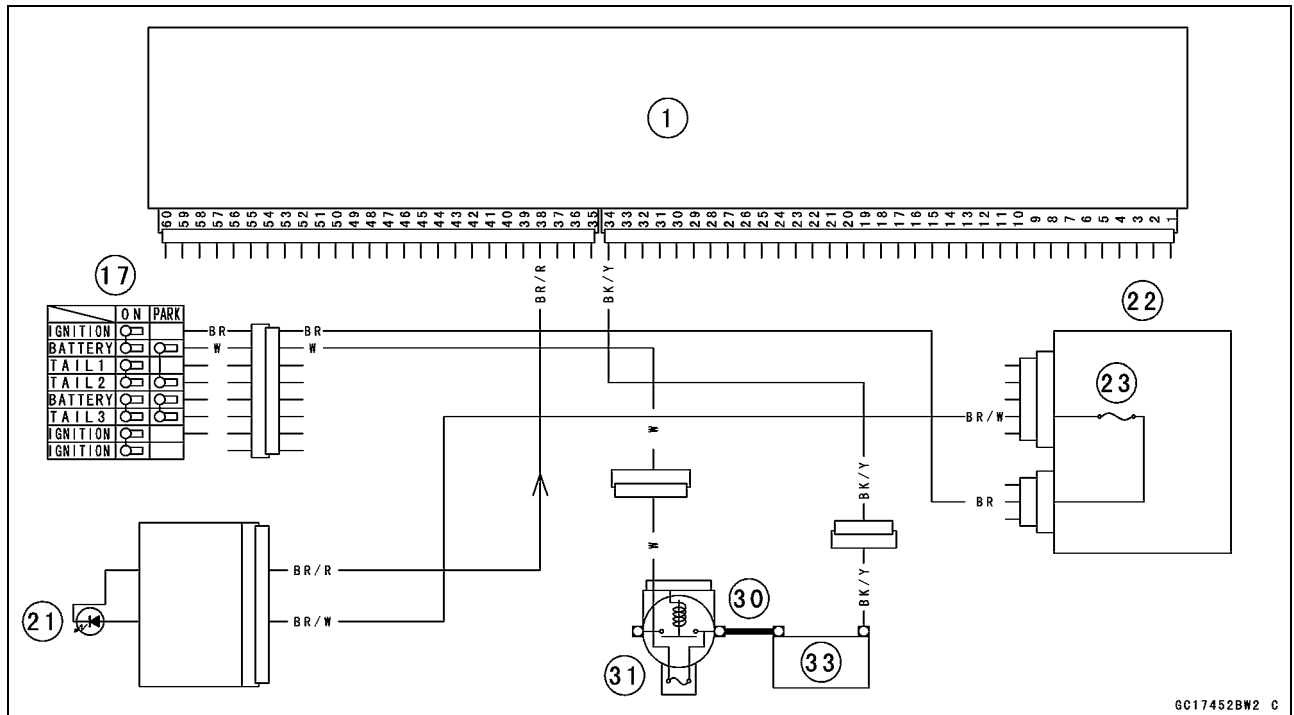 1
60 59 58 57 56 55 54 53 52 51 50 49 48 47 46 45 44 43 42 41 40 39 38 37 36 35 34 33 32 31 30 29 28 27 26 25 24 23 22 21 20 19 18 17 16 15 14 13 12 11 10 9 8 7 6 5 4 3 2 1
BR/R
BK/Y
17
22
ON PARK
IGNITION BR BR
BATTERY W W
TAIL1
TAIL2
BATTERY
TAIL3
IGNITION
IGNITION
23
BR/W
W
BK/Y
BR
W
BK/Y
BR/R
21
BR/W
30
31
33
GC17452BW2 C